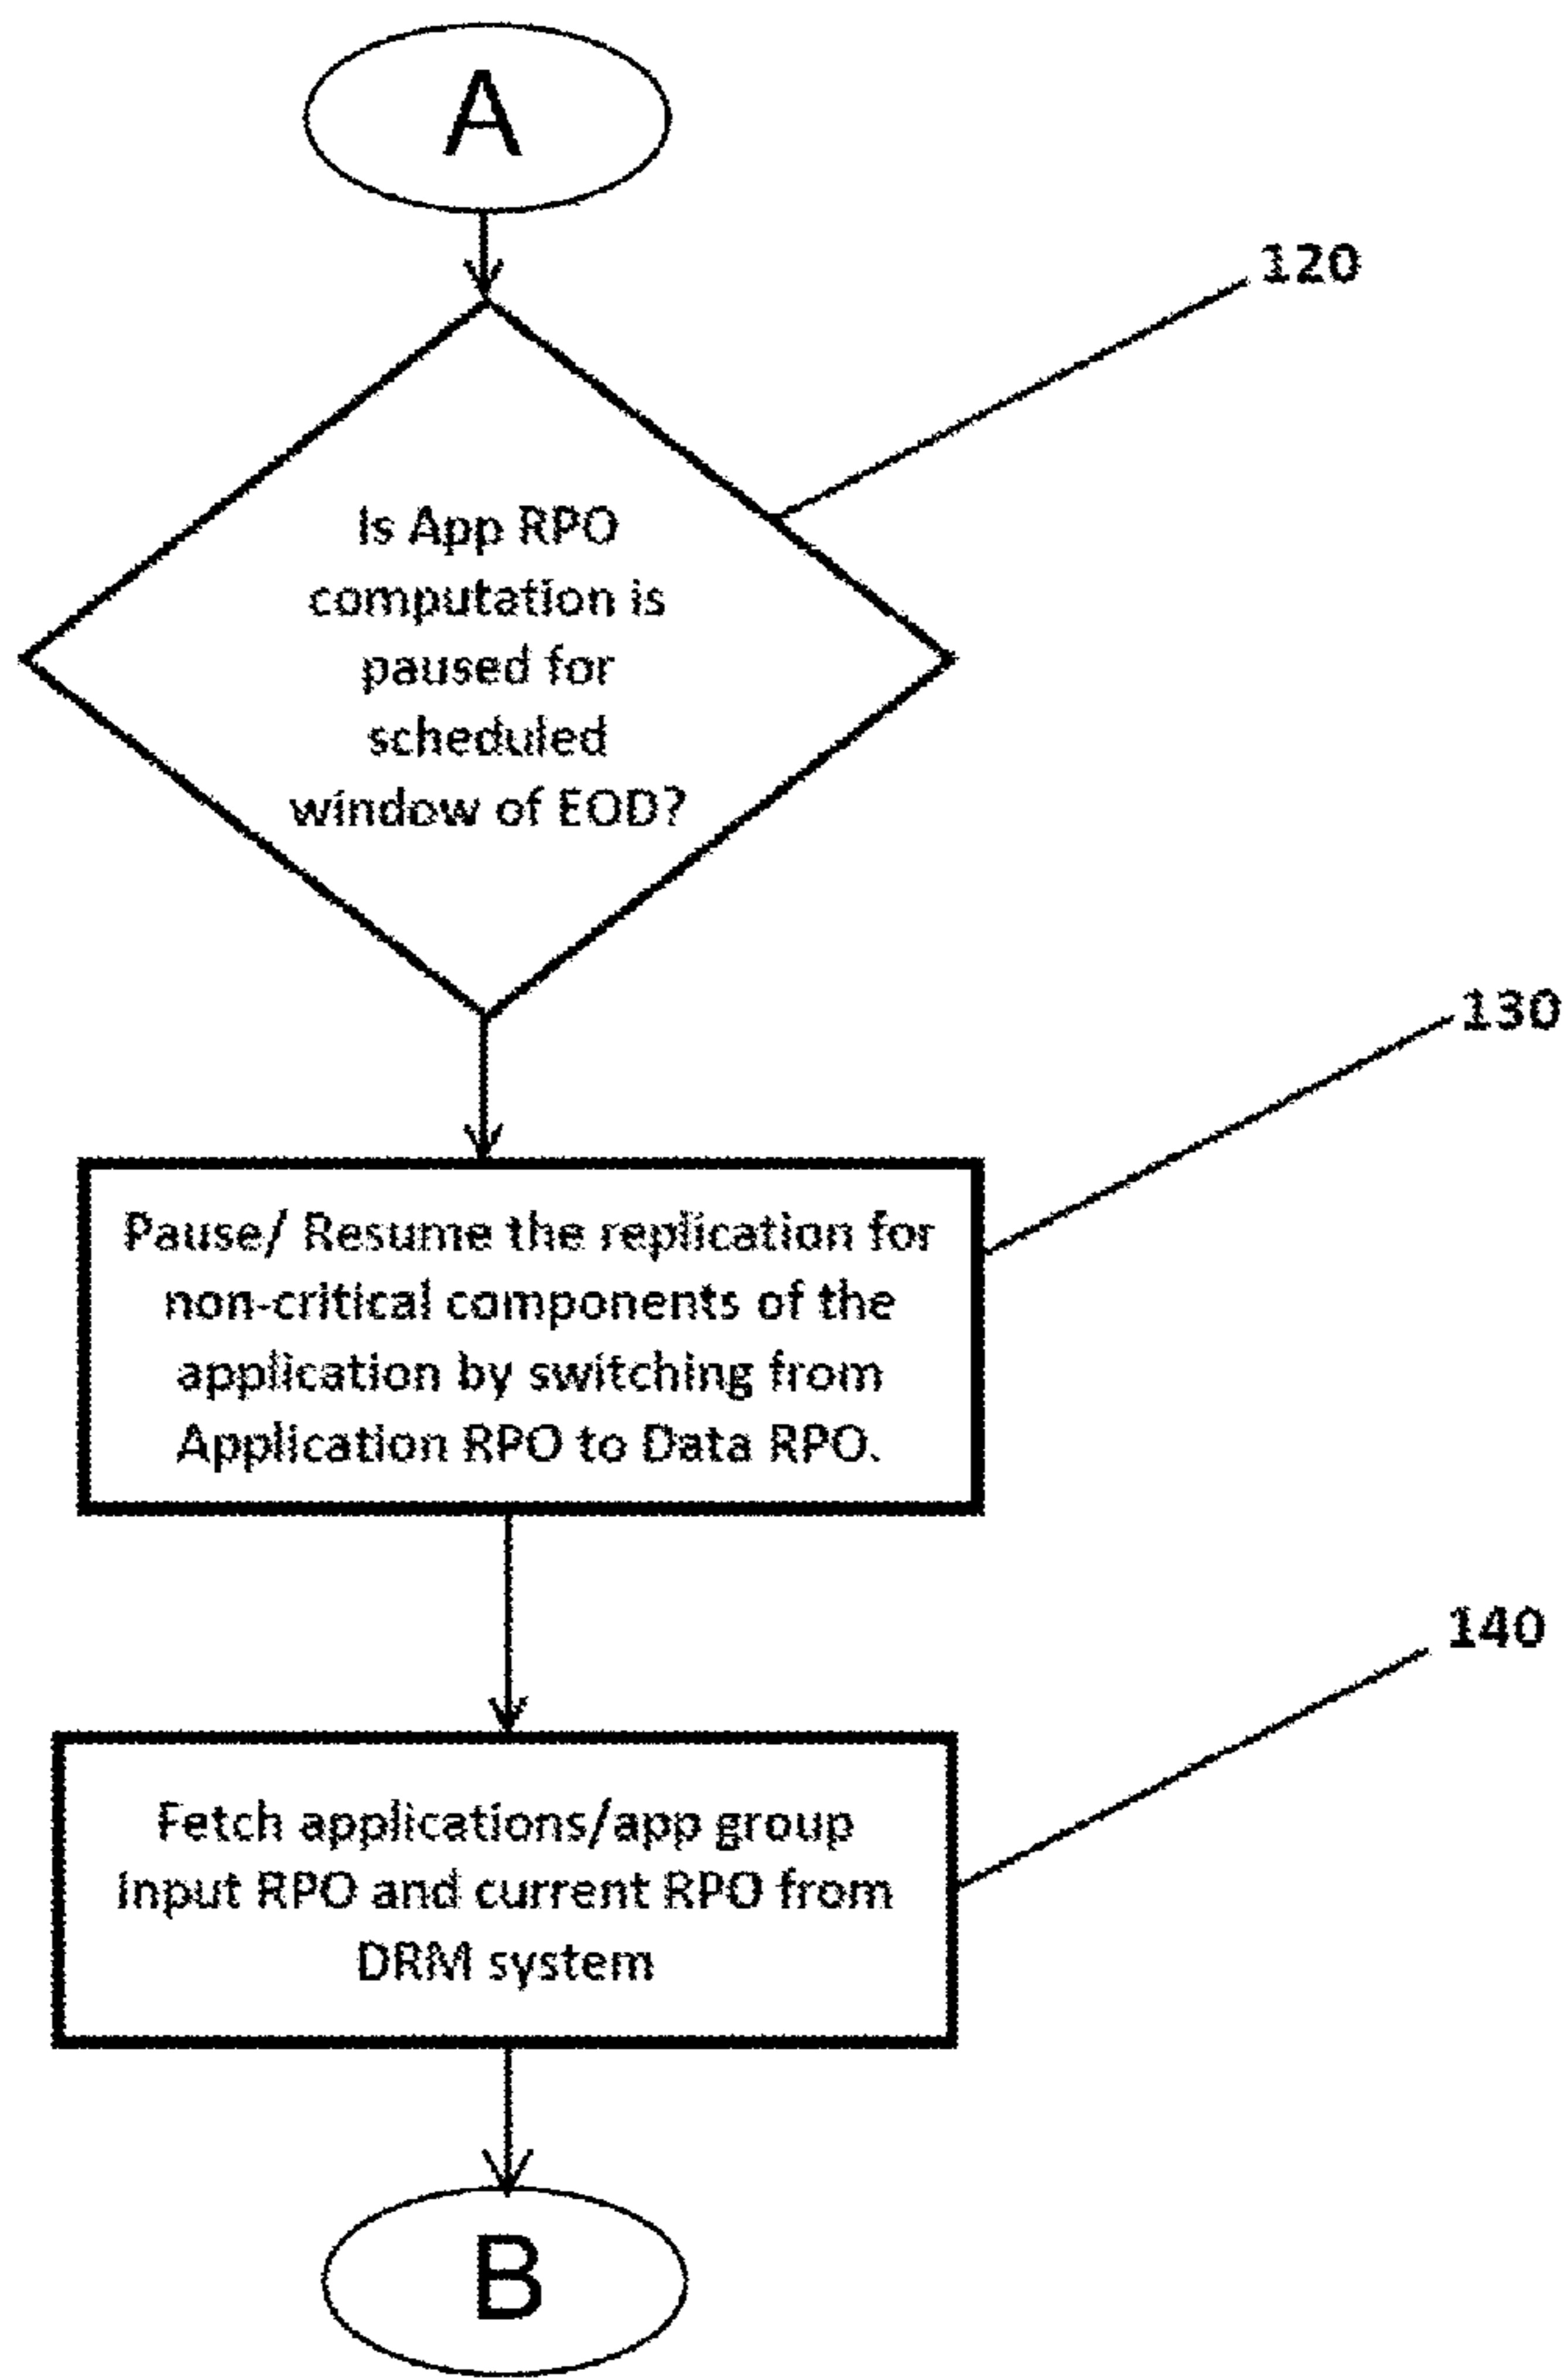 A
120
Is App RPO
computation is
paused for
scheduled
window of EOD?
130
Pause/ Resume the replication for
non-critical components of the
application by switching from
Application RPO to Data RPO.
140
Fetch applications/app group
input RPO and current RPO from
DRM system
B